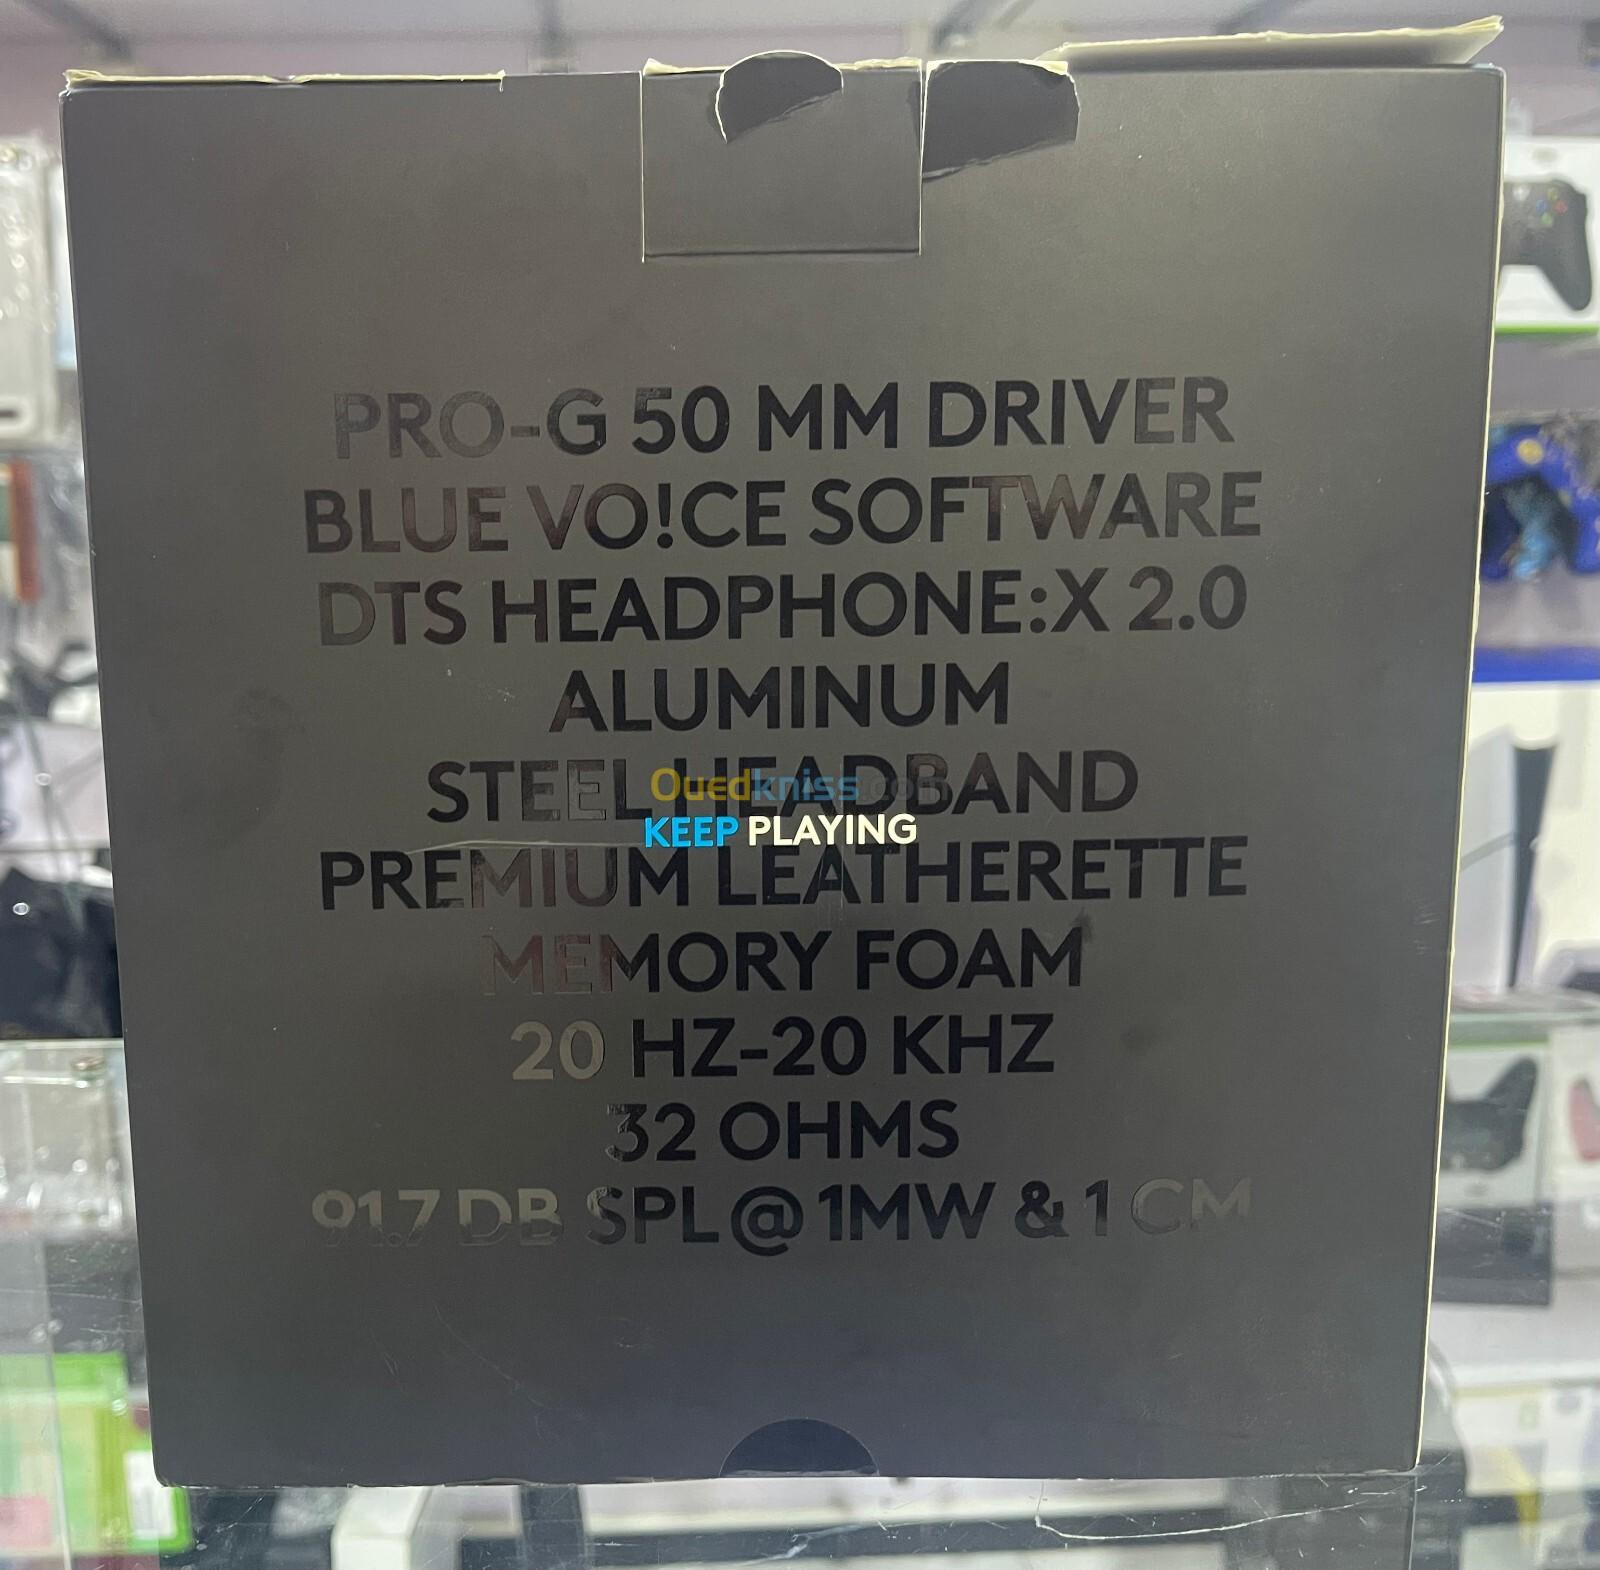 PRO-G 50 MM DRIVER
BLUE VO!CE SOFTWARE
DTS HEADPHONE:X 2.0
ALUMINUM
STEEL HEADBAND
Ouedkniss.com
KEEP PLAYING
PREMIUM LEATHERETTE
MEMORY FOAM
20 HZ-20 KHZ
32 OHMS
91.7 DB SPL @ 1MW & 1 CM